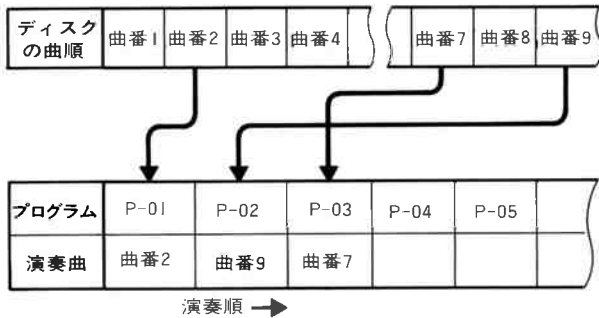 ディスクの曲順 曲番1 曲番2 曲番3 曲番4 曲番7 曲番8 曲番9
プログラム P-01 P-02 P-03 P-04 P-05
演奏曲 曲番2 曲番9 曲番7
演奏順